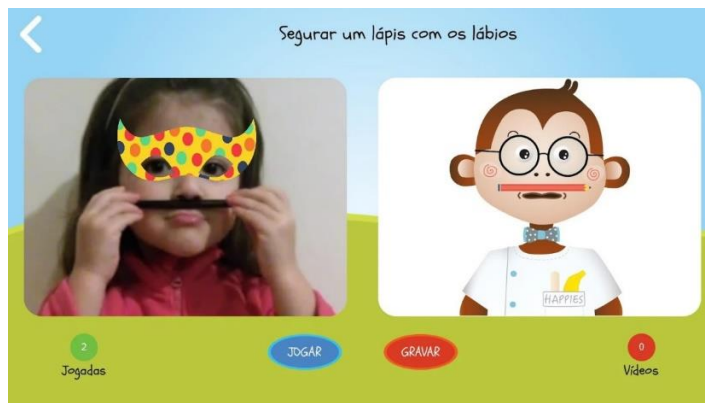 Segurar um lápis com os lábios
HAPPIES
2
Jogadas
JOGAR
GRAVAR
0
Vídeos